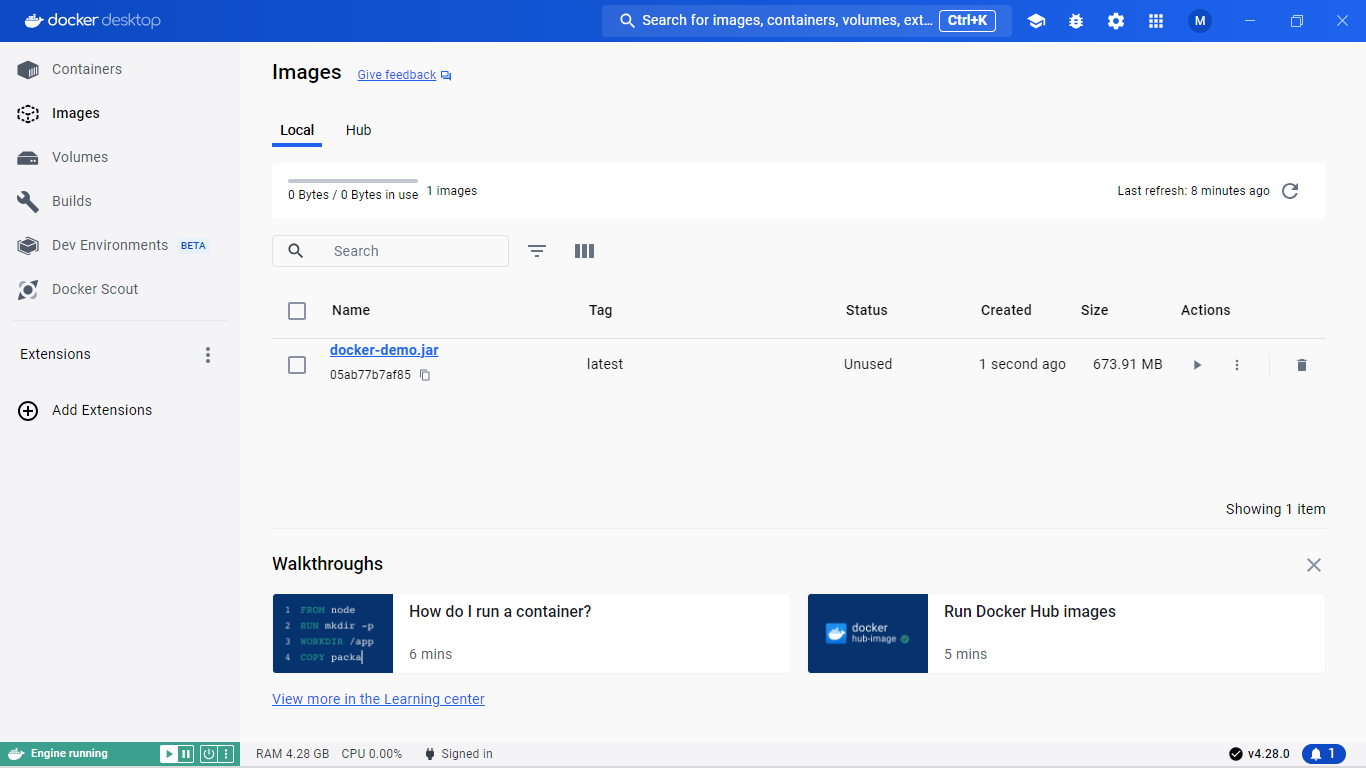 docker desktop
Search for images, containers, volumes, ext... Ctrl+K
M
Containers
Images
Volumes
Builds
Dev Environments BETA
Docker Scout
Extensions
Add Extensions
Images Give feedback
Local Hub
0 Bytes / 0 Bytes in use 1 images
Last refresh: 8 minutes ago
Search
Name Tag Status Created Size Actions
docker-demo.jar
05ab77b7af85
latest Unused 1 second ago 673.91 MB
Showing 1 item
Walkthroughs
1 FROM node
2 RUN mkdir -p
3 WORKDIR /app
4 COPY packa
How do I run a container?
6 mins
docker
hub-image
Run Docker Hub images
5 mins
View more in the Learning center
Engine running
RAM 4.28 GB CPU 0.00% Signed in
v4.28.0 1